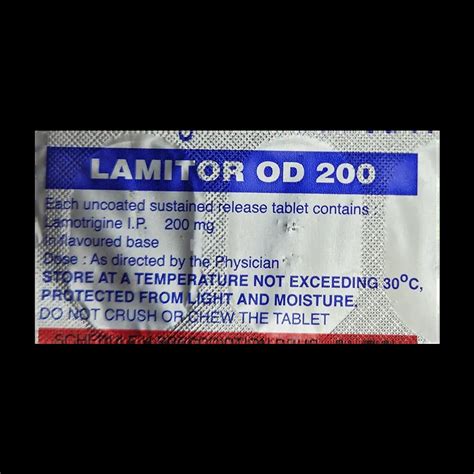 LAMITOR OD 200
Each uncoated sustained release tablet contains :
Lamotrigine I.P. 200 mg
In flavoured base
Dose : As directed by the Physician
STORE AT A TEMPERATURE NOT EXCEEDING 30°C,
PROTECTED FROM LIGHT AND MOISTURE.
DO NOT CRUSH OR CHEW THE TABLET